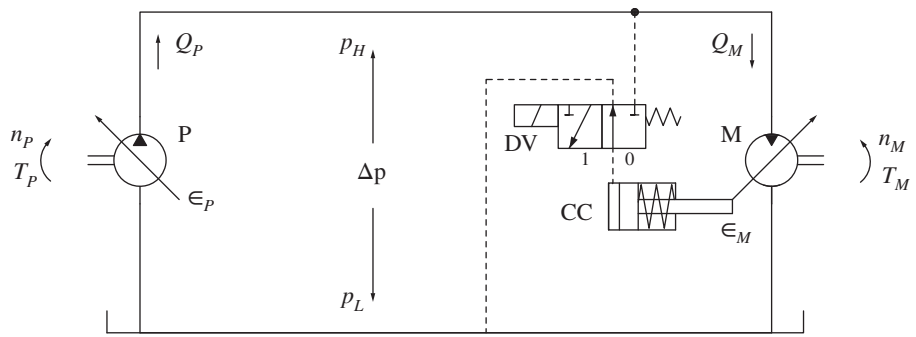 Q_P
p_H
Q_M
n_P
P
DV
1
0
M
n_M
T_P
Δp
T_M
∈_P
CC
∈_M
p_L